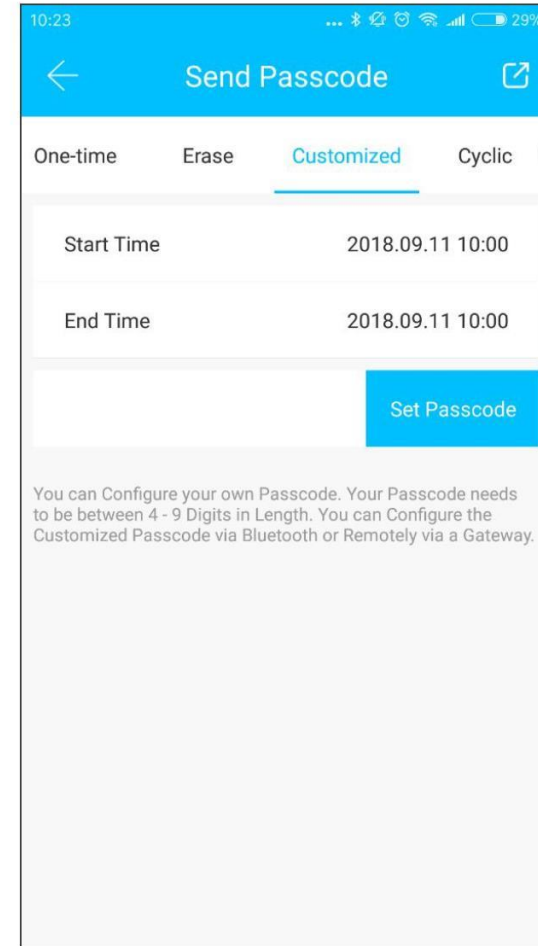 10:23 ... 29%
Send Passcode
One-time Erase Customized Cyclic
Start Time 2018.09.11 10:00
End Time 2018.09.11 10:00
Set Passcode
You can Configure your own Passcode. Your Passcode needs
to be between 4 - 9 Digits in Length. You can Configure the
Customized Passcode via Bluetooth or Remotely via a Gateway.